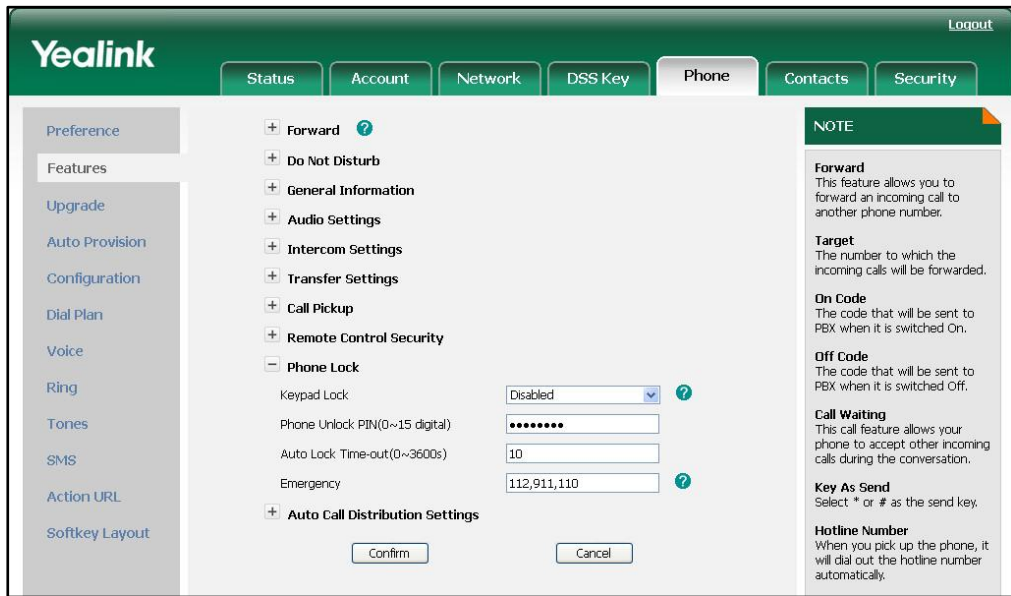 Logout
Yealink
Status
Account
Network
DSS Key
Phone
Contacts
Security
Preference
Features
Upgrade
Auto Provision
Configuration
Dial Plan
Voice
Ring
Tones
SMS
Action URL
Softkey Layout
+ Forward ?
+ Do Not Disturb
+ General Information
+ Audio Settings
+ Intercom Settings
+ Transfer Settings
+ Call Pickup
+ Remote Control Security
− Phone Lock
Keypad Lock Disabled ?
Phone Unlock PIN(0~15 digital) ••••••••
Auto Lock Time-out(0~3600s) 10
Emergency 112,911,110 ?
+ Auto Call Distribution Settings
Confirm
Cancel
NOTE
Forward
This feature allows you to
forward an incoming call to
another phone number.
Target
The number to which the
incoming calls will be forwarded.
On Code
The code that will be sent to
PBX when it is switched On.
Off Code
The code that will be sent to
PBX when it is switched Off.
Call Waiting
This call feature allows your
phone to accept other incoming
calls during the conversation.
Key As Send
Select * or # as the send key.
Hotline Number
When you pick up the phone, it
will dial out the hotline number
automatically.